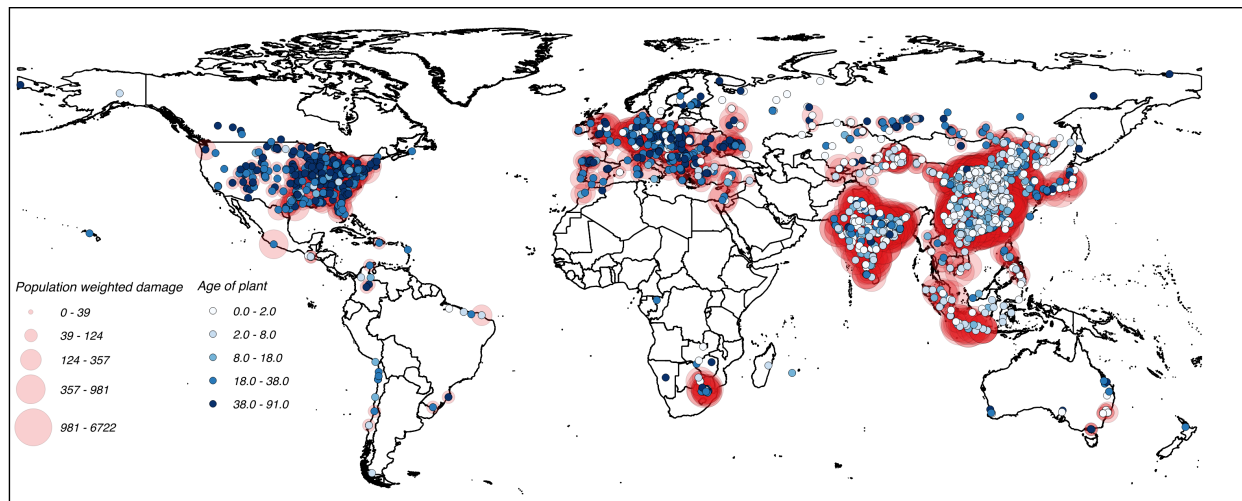 Population weighted damage
0 - 39
39 - 124
124 - 357
357 - 981
981 - 6722
Age of plant
0.0 - 2.0
2.0 - 8.0
8.0 - 18.0
18.0 - 38.0
38.0 - 91.0